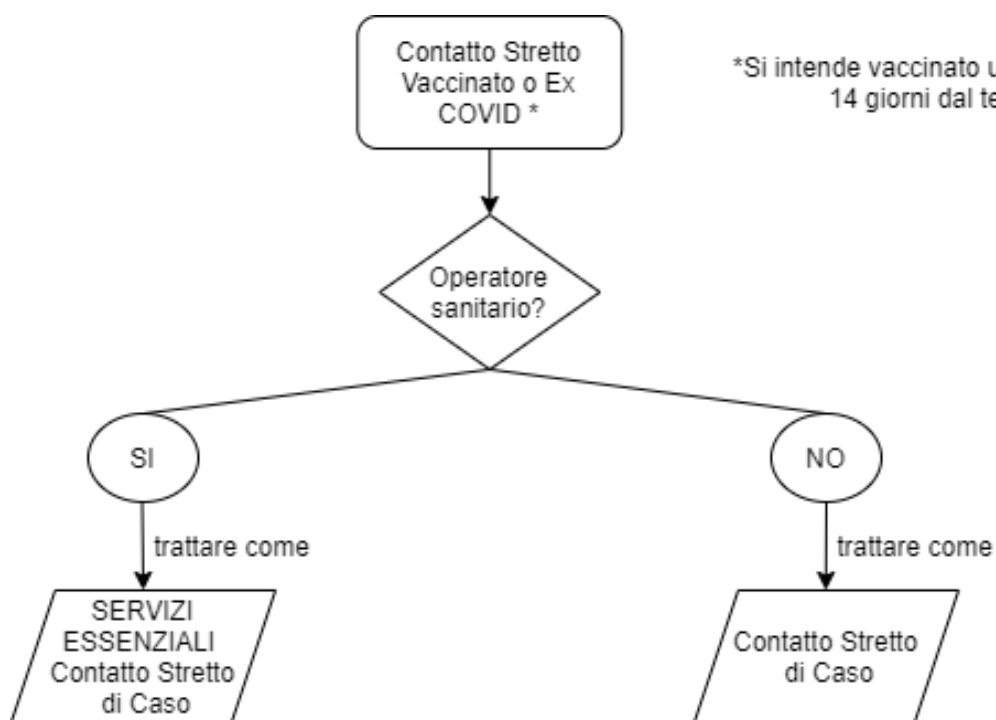 Contatto Stretto
Vaccinato o Ex
COVID *
*Si intende vaccinato
14 giorni dal
Operatore
sanitario?
SI
NO
trattare come
trattare come
SERVIZI
ESSENZIALI
Contatto Stretto
di Caso
Contatto Stretto
di Caso